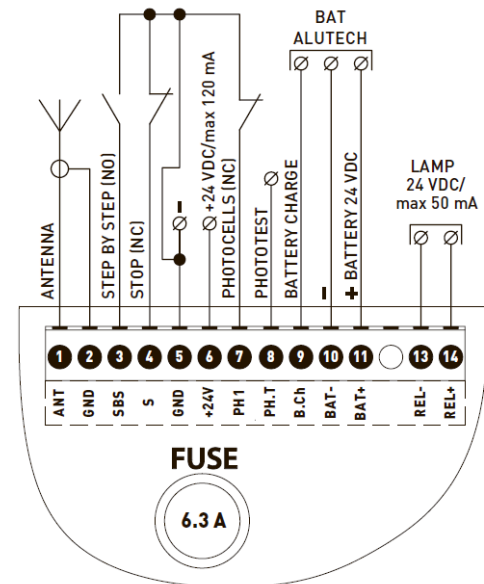 BAT
ALUTECH
ANTENNA
STEP BY STEP (NO)
STOP (NC)
–
+24 VDC/max 120 mA
PHOTOCELLS (NC)
PHOTOTEST
BATTERY CHARGE
–
+ BATTERY 24 VDC
LAMP
24 VDC/
max 50 mA
1 2 3 4 5 6 7 8 9 10 11 13 14
ANT GND SBS S GND +24V PH1 PH.T B.Ch BAT- BAT+ REL- REL+
FUSE
6.3 A